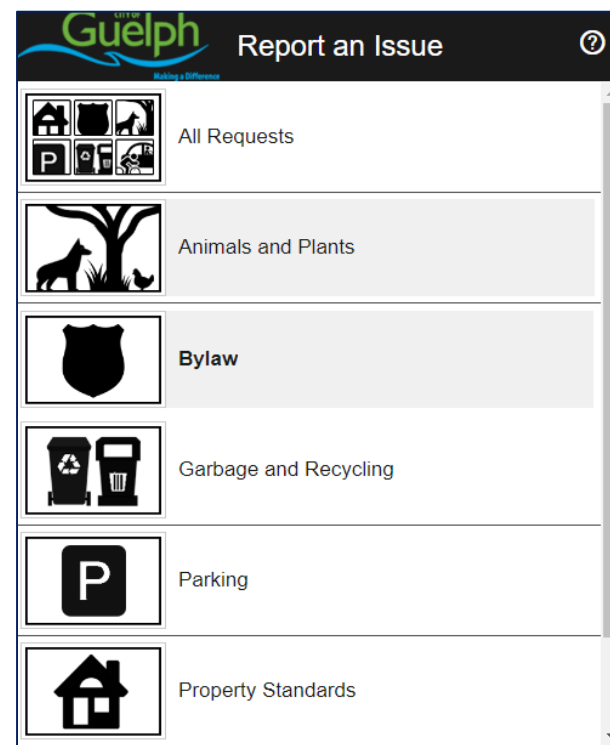 CITY OF
Guelph
Making a Difference
Report an Issue
?
All Requests
P
Animals and Plants
Bylaw
Garbage and Recycling
P
Parking
Property Standards